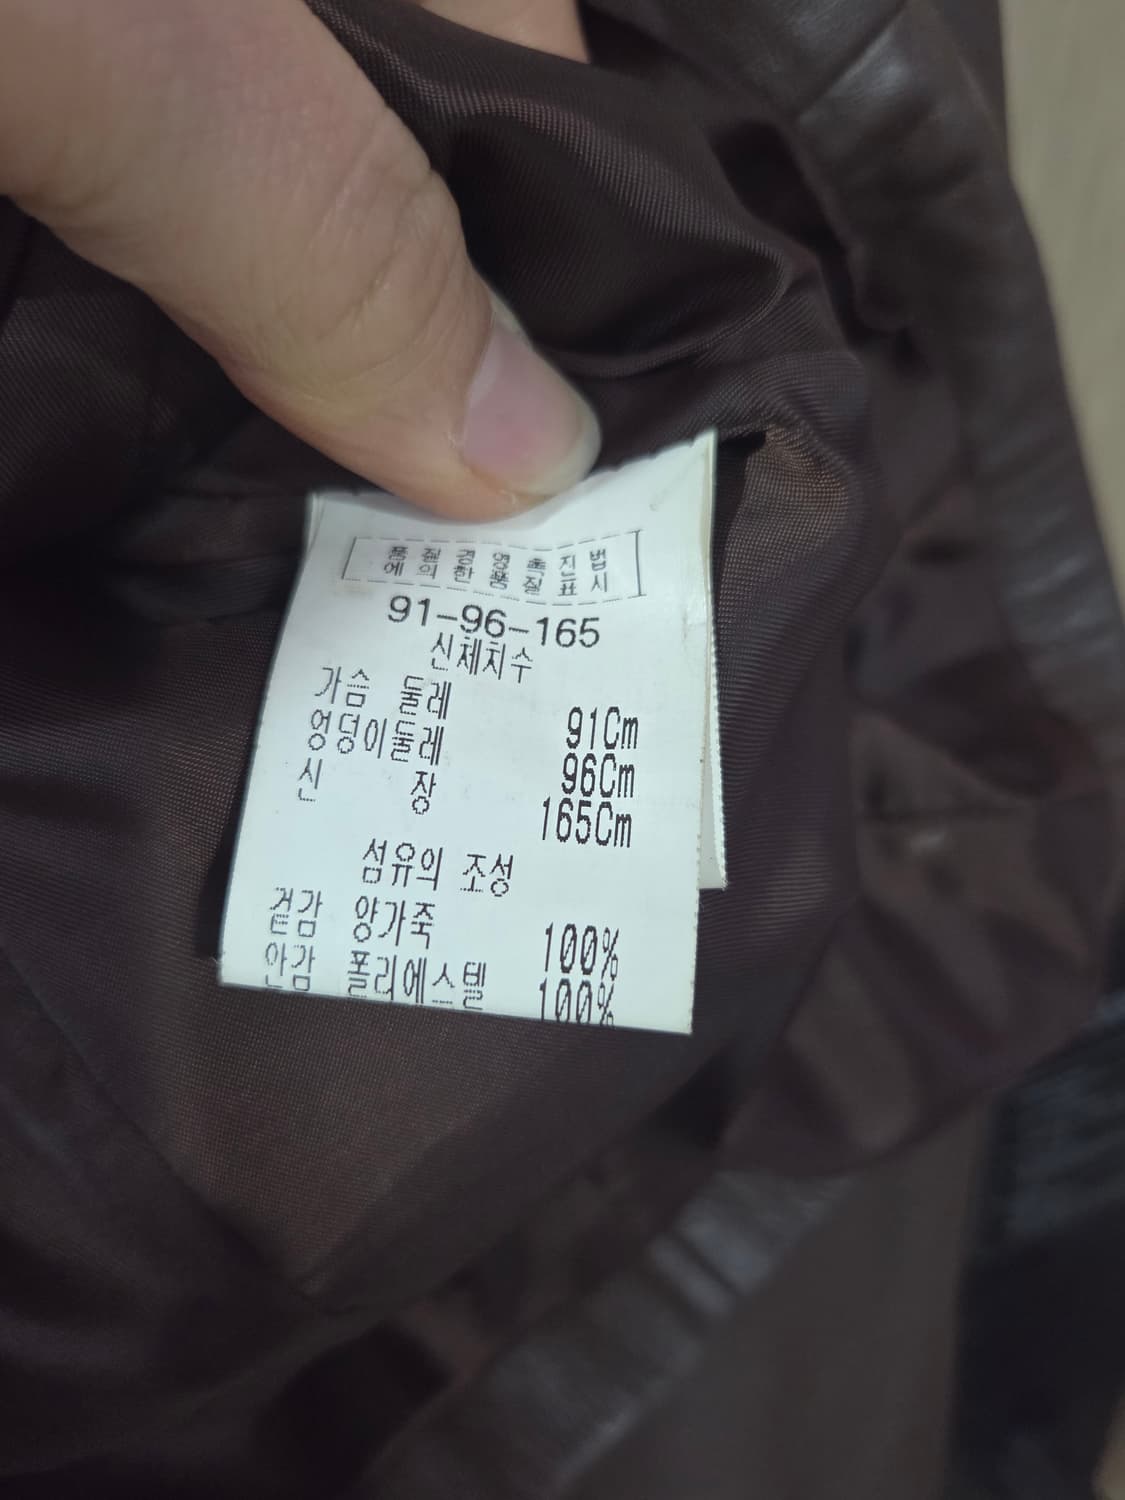 품질경영촉진법
에의한품질표시
91-96-165
신체치수
가슴 둘레 91Cm
엉덩이둘레 96Cm
신 장 165Cm
섬유의 조성
겉감 양가죽 100%
안감 폴리에스텔 100%